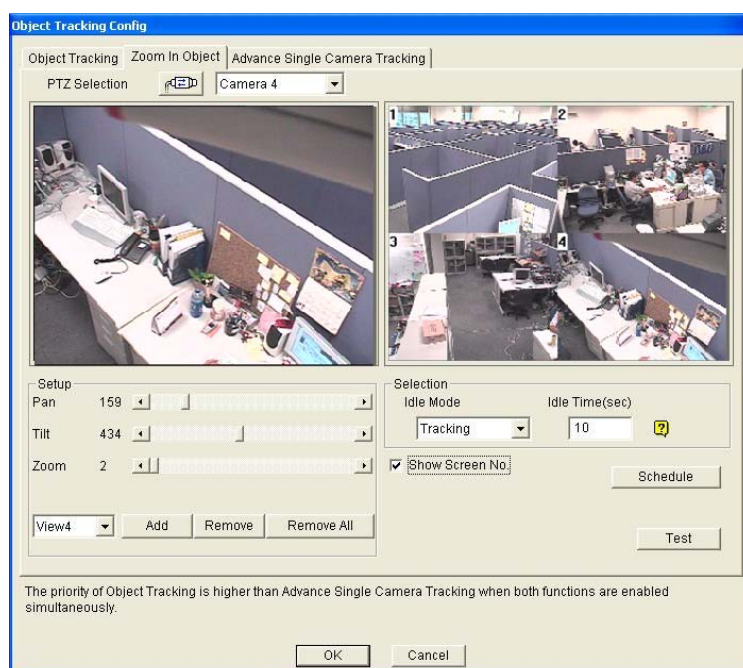 Object Tracking Config
Object Tracking Zoom In Object Advance Single Camera Tracking
PTZ Selection Camera 4
1 2
3 4
Setup
Pan 159
Tilt 434
Zoom 2
View4 Add Remove Remove All
Selection
Idle Mode Idle Time(sec)
Tracking 10 ?
Show Screen No.
Schedule
Test
The priority of Object Tracking is higher than Advance Single Camera Tracking when both functions are enabled
simultaneously.
OK Cancel